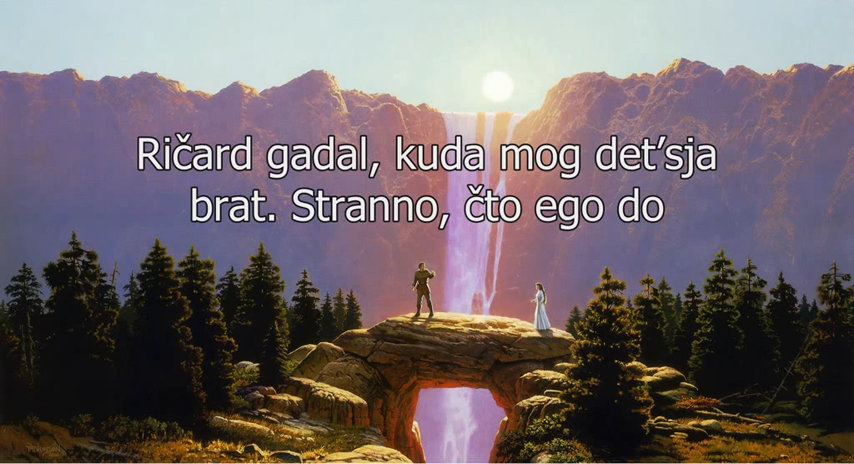 Ričard gadal, kuda mog det’sja
brat. Stranno, čto ego do